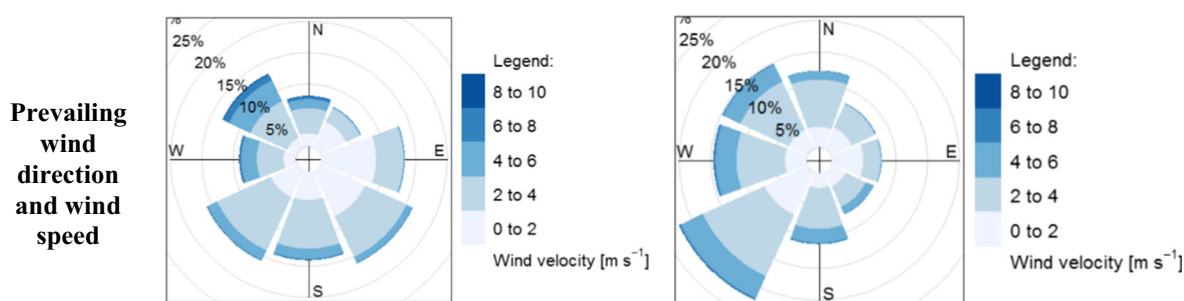 Prevailing
wind
direction
and wind
speed
%
25%
20%
15%
10%
5%
N
W
E
S
Legend:
8 to 10
6 to 8
4 to 6
2 to 4
0 to 2
Wind velocity [m s⁻¹]
%
25%
20%
15%
10%
5%
N
W
E
S
Legend:
8 to 10
6 to 8
4 to 6
2 to 4
0 to 2
Wind velocity [m s⁻¹]